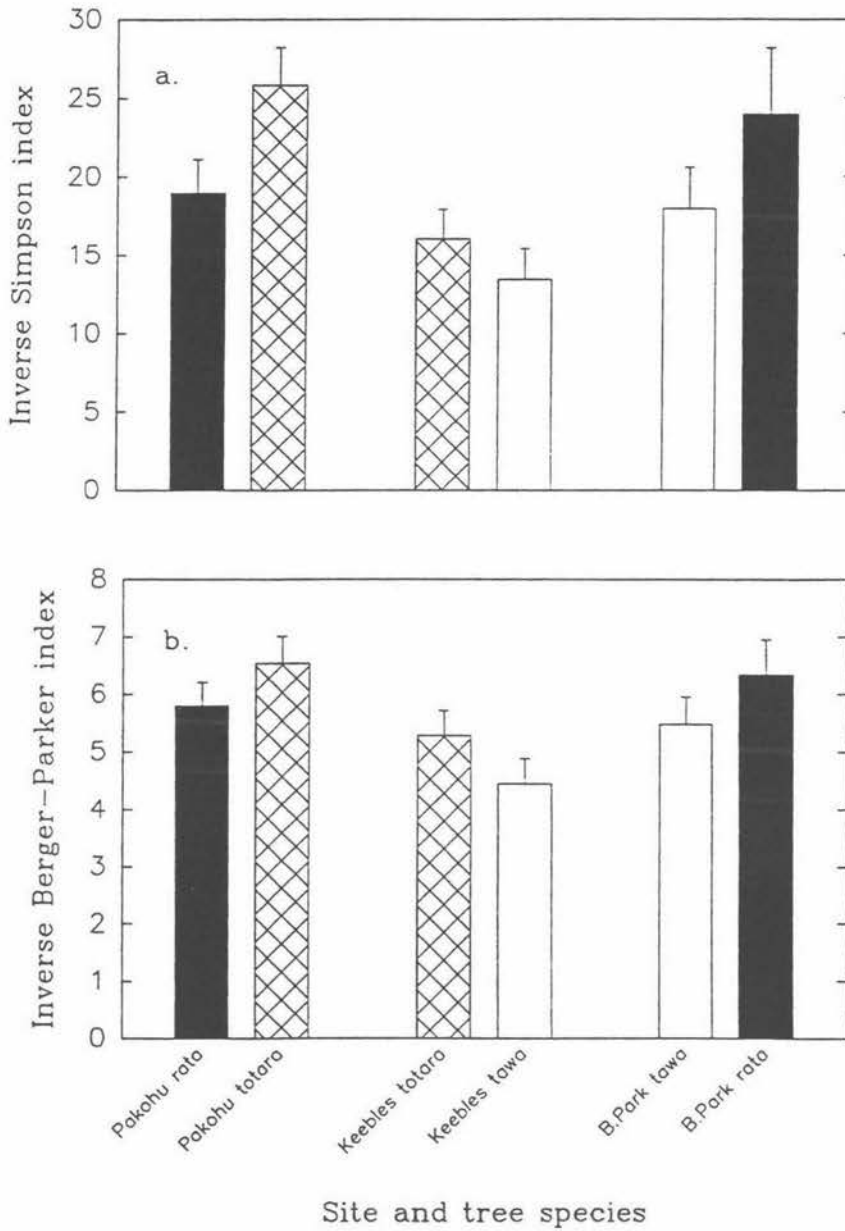 Inverse Simpson index
30
25
20
15
10
5
0
a.
Inverse Berger-Parker index
8
7
6
5
4
3
2
1
0
b.
Pokohu rata
Pokohu totara
Keebles totara
Keebles tawa
B.Park tawa
B.Park rata
Site and tree species